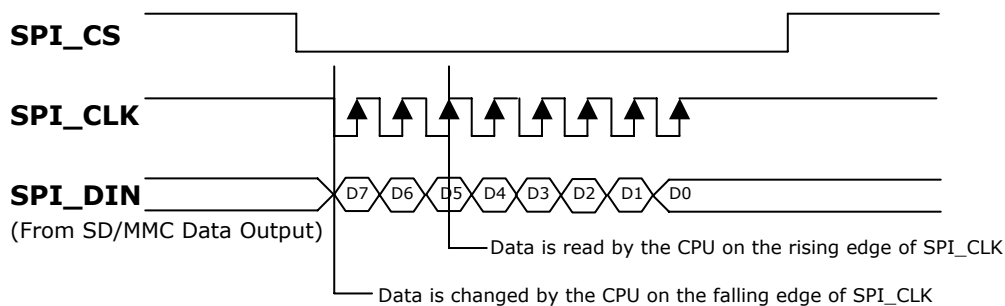 SPI_CS
SPI_CLK
SPI_DIN
D7 D6 D5 D4 D3 D2 D1 D0
(From SD/MMC Data Output)
Data is read by the CPU on the rising edge of SPI_CLK
Data is changed by the CPU on the falling edge of SPI_CLK